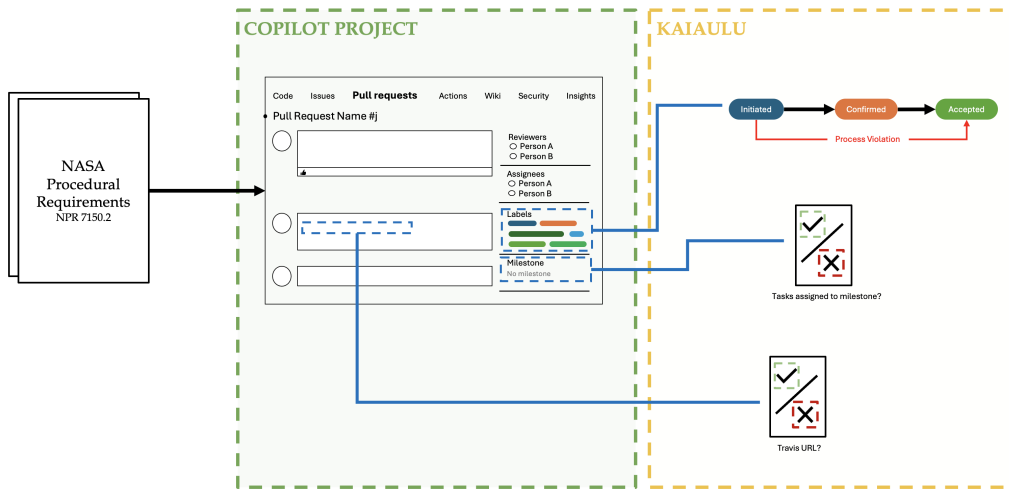 COPILOT PROJECT
KAIAULU
NASA
Procedural
Requirements
NPR 7150.2
Code Issues Pull requests Actions Wiki Security Insights
Pull Request Name #j
Reviewers
Person A
Person B
Assignees
Person A
Person B
Labels
Milestone
No milestone
Initiated Confirmed Accepted
Process Violation
Tasks assigned to milestone?
Travis URL?